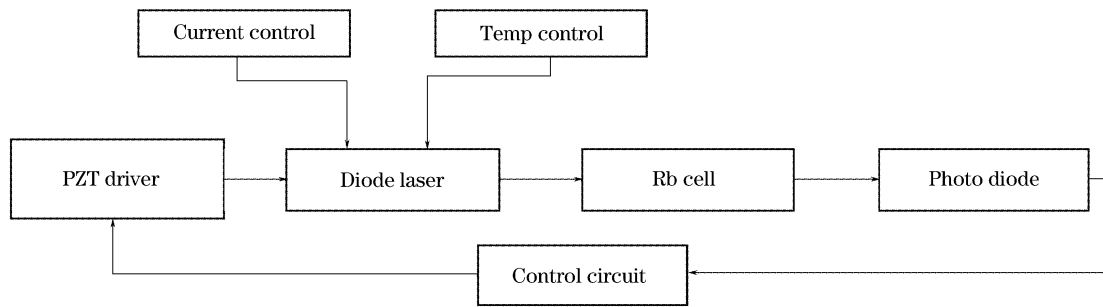 Current control
Temp control
PZT driver
Diode laser
Rb cell
Photo diode
Control circuit